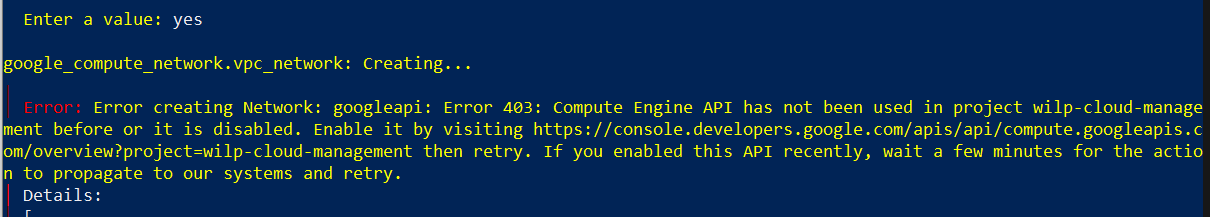 Enter a value: yes
google_compute_network.vpc_network: Creating...
Error: Error creating Network: googleapi: Error 403: Compute Engine API has not been used in project wilp-cloud-manage
ment before or it is disabled. Enable it by visiting https://console.developers.google.com/apis/api/compute.googleapis.c
om/overview?project=wilp-cloud-management then retry. If you enabled this API recently, wait a few minutes for the actio
n to propagate to our systems and retry.
Details:
[